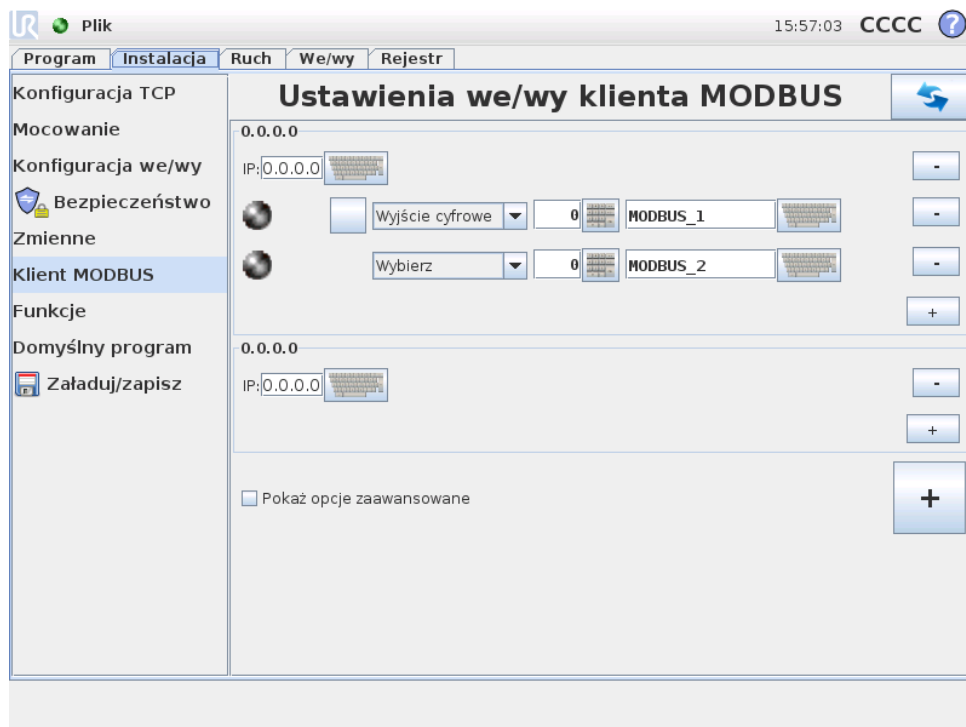 UR Plik 15:57:03 CCCC ?
Program Instalacja Ruch We/wy Rejestr
Konfiguracja TCP
Mocowanie
Konfiguracja we/wy
Bezpieczeństwo
Zmienne
Klient MODBUS
Funkcje
Domyślny program
Załaduj/zapisz
Ustawienia we/wy klienta MODBUS
0.0.0.0
IP: 0.0.0.0 -
Wyjście cyfrowe 0 MODBUS_1 -
Wybierz 0 MODBUS_2 -
+
0.0.0.0
IP: 0.0.0.0 -
+
Pokaż opcje zaawansowane +